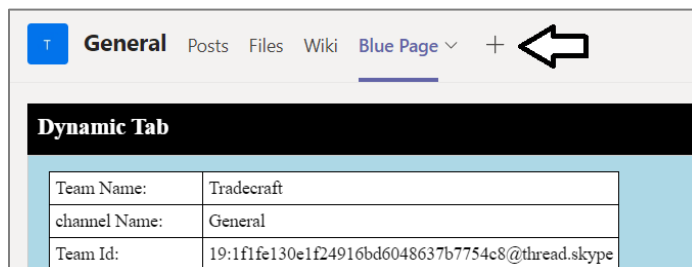 T General Posts Files Wiki Blue Page +
Dynamic Tab
Team Name: Tradecraft
channel Name: General
Team Id: 19:1f1fe130e1f24916bd6048637b7754c8@thread.skype